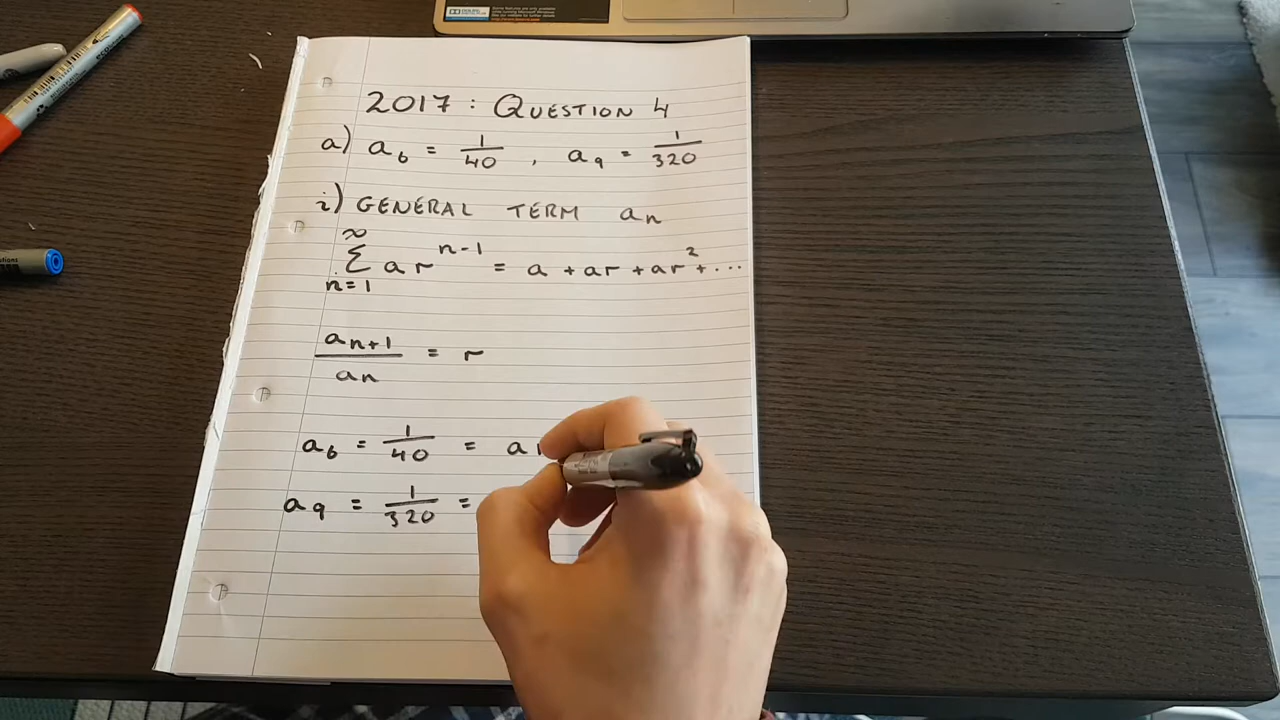 2017 : QUESTION 4
a) a₆ = 1/40 , a₉ = 1/320
i) GENERAL TERM aₙ
∞
Σ a r^(n-1) = a + ar + ar² + ...
n=1
aₙ₊₁/aₙ = r
a₆ = 1/40 = a
a₉ = 1/320 =